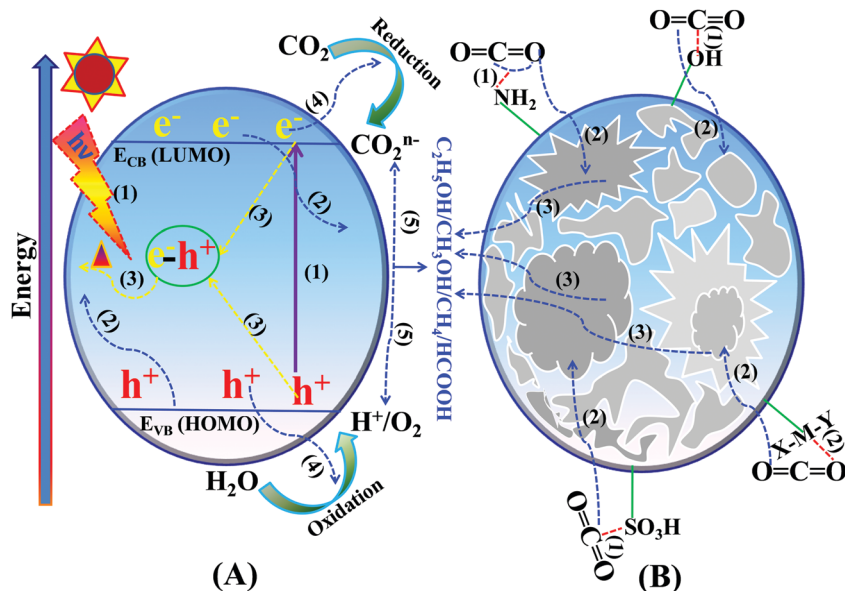 CO₂
Reduction
(4)
e⁻
e⁻
e⁻
E_CB (LUMO)
CO₂ⁿ⁻
hν
(1)
(2)
(3)
(5)
e⁻-h⁺
(1)
(3)
(2)
(3)
(5)
h⁺
h⁺
h⁺
E_VB (HOMO)
H⁺/O₂
(4)
H₂O
Oxidation
Energy
(A)
C₂H₅OH/CH₃OH/CH₄/HCOOH
O=C=O
(1)
NH₂
(2)
O=C=O
(1)
OH
(2)
(3)
(3)
(3)
(2)
(2)
X-M-Y
(2)
O=C=O
O=C=O
(1)
SO₃H
(B)